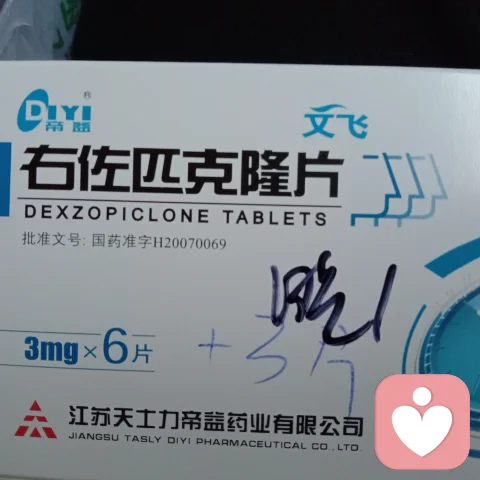 DIYI®
帝益
文飞
右佐匹克隆片
DEXZOPICLONE TABLETS
批准文号: 国药准字H20070069
+3片
3mg×6片
江苏天士力帝益药业有限公司
JIANGSU TASLY DIYI PHARMACEUTICAL CO.,LTD.